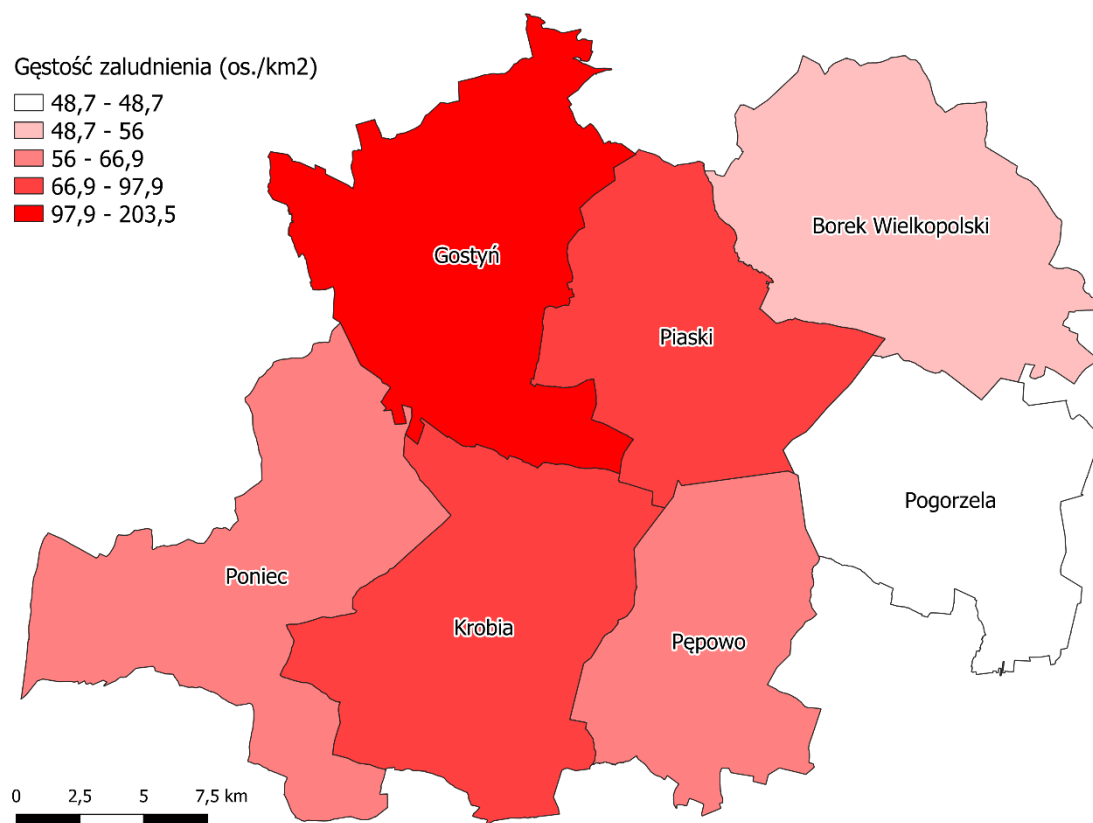 Gęstość zaludnienia (os./km2)
48,7 - 48,7
48,7 - 56
56 - 66,9
66,9 - 97,9
97,9 - 203,5
Borek Wielkopolski
Gostyń
Piaski
Pogorzela
Poniec
Krobia
Pępowo
0 2,5 5 7,5 km